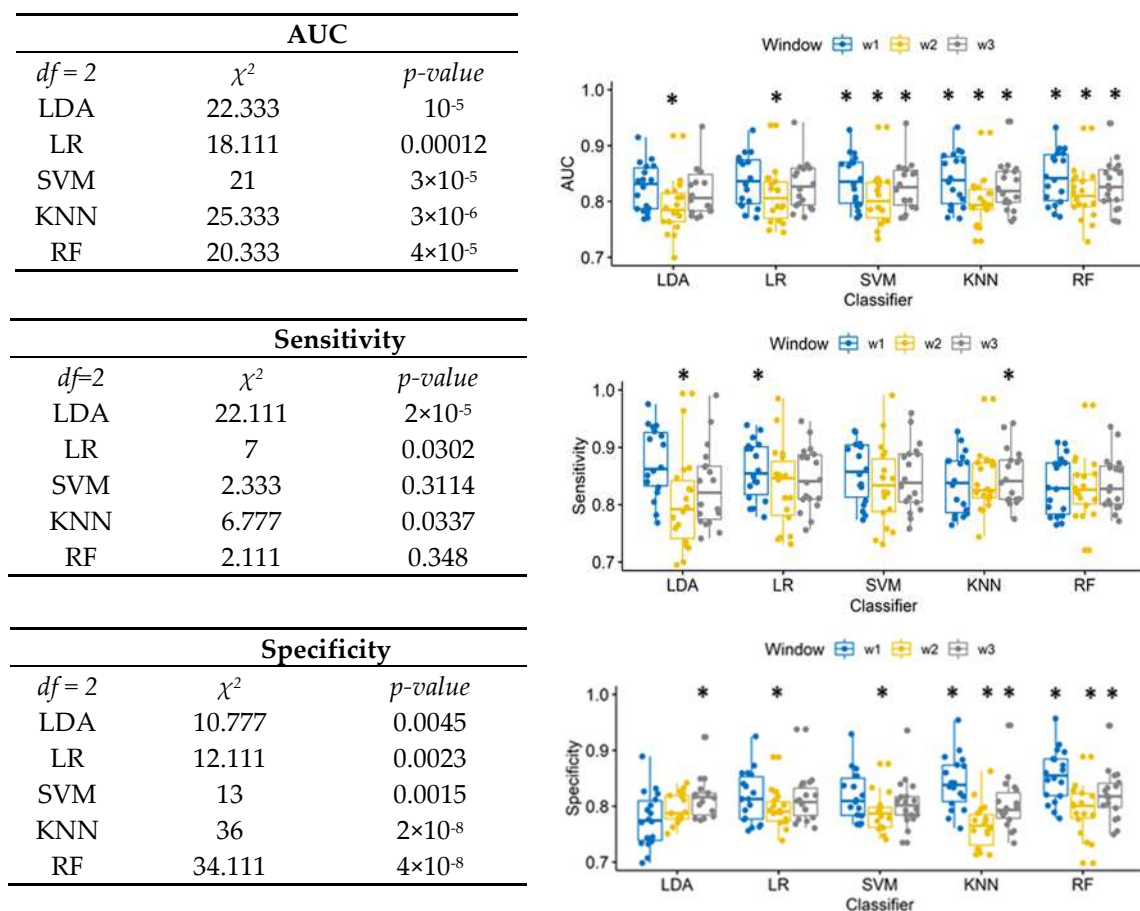 AUC
df = 2 χ² p-value
LDA 22.333 10⁻⁵
LR 18.111 0.00012
SVM 21 3×10⁻⁵
KNN 25.333 3×10⁻⁶
RF 20.333 4×10⁻⁵
Window w1 w2 w3
* * * * * * * * * * *
1.0
0.9
0.8
0.7
AUC
LDA LR SVM KNN RF
Classifier
Sensitivity
df=2 χ² p-value
LDA 22.111 2×10⁻⁵
LR 7 0.0302
SVM 2.333 0.3114
KNN 6.777 0.0337
RF 2.111 0.348
Window w1 w2 w3
* * *
1.0
0.9
0.8
0.7
Sensitivity
LDA LR SVM KNN RF
Classifier
Specificity
df = 2 χ² p-value
LDA 10.777 0.0045
LR 12.111 0.0023
SVM 13 0.0015
KNN 36 2×10⁻⁸
RF 34.111 4×10⁻⁸
Window w1 w2 w3
* * * * * * * * *
1.0
0.9
0.8
0.7
Specificity
LDA LR SVM KNN RF
Classifier